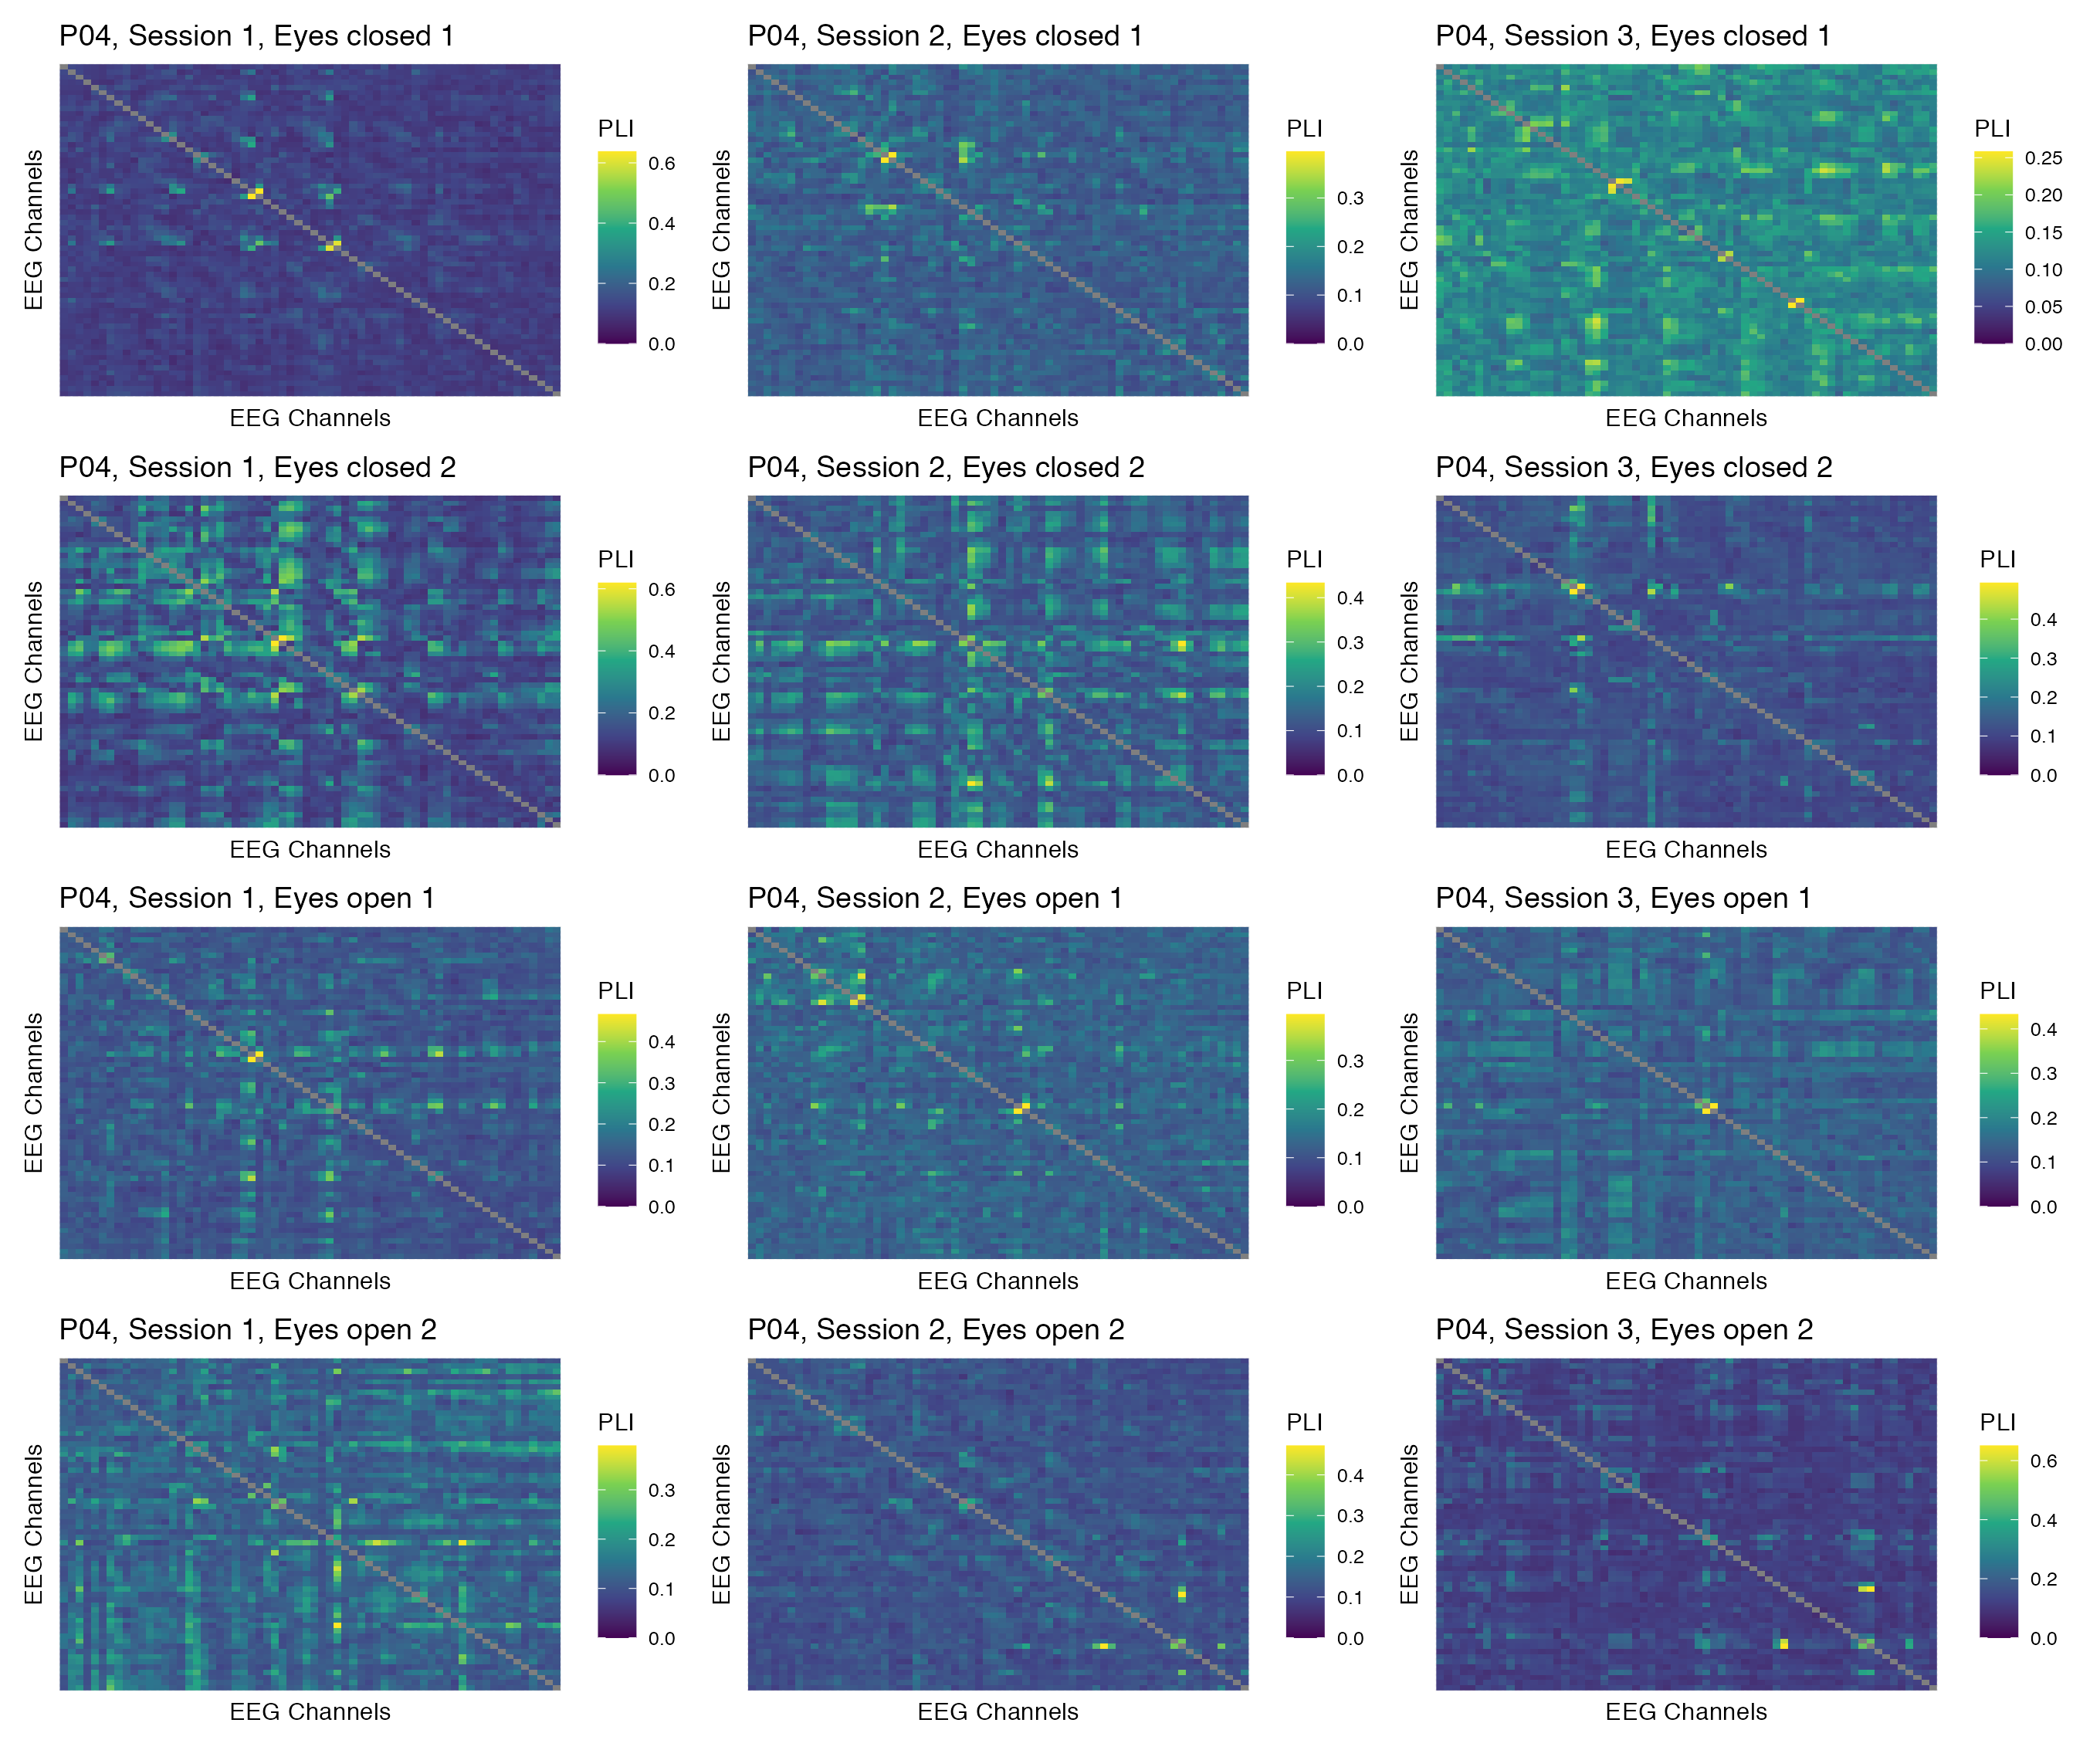 P04, Session 1, Eyes closed 1
EEG Channels
EEG Channels
PLI
0.6
0.4
0.2
0.0
P04, Session 2, Eyes closed 1
EEG Channels
EEG Channels
PLI
0.3
0.2
0.1
0.0
P04, Session 3, Eyes closed 1
EEG Channels
EEG Channels
PLI
0.25
0.20
0.15
0.10
0.05
0.00
P04, Session 1, Eyes closed 2
EEG Channels
EEG Channels
PLI
0.6
0.4
0.2
0.0
P04, Session 2, Eyes closed 2
EEG Channels
EEG Channels
PLI
0.4
0.3
0.2
0.1
0.0
P04, Session 3, Eyes closed 2
EEG Channels
EEG Channels
PLI
0.4
0.3
0.2
0.1
0.0
P04, Session 1, Eyes open 1
EEG Channels
EEG Channels
PLI
0.4
0.3
0.2
0.1
0.0
P04, Session 2, Eyes open 1
EEG Channels
EEG Channels
PLI
0.3
0.2
0.1
0.0
P04, Session 3, Eyes open 1
EEG Channels
EEG Channels
PLI
0.4
0.3
0.2
0.1
0.0
P04, Session 1, Eyes open 2
EEG Channels
EEG Channels
PLI
0.3
0.2
0.1
0.0
P04, Session 2, Eyes open 2
EEG Channels
EEG Channels
PLI
0.4
0.3
0.2
0.1
0.0
P04, Session 3, Eyes open 2
EEG Channels
EEG Channels
PLI
0.6
0.4
0.2
0.0